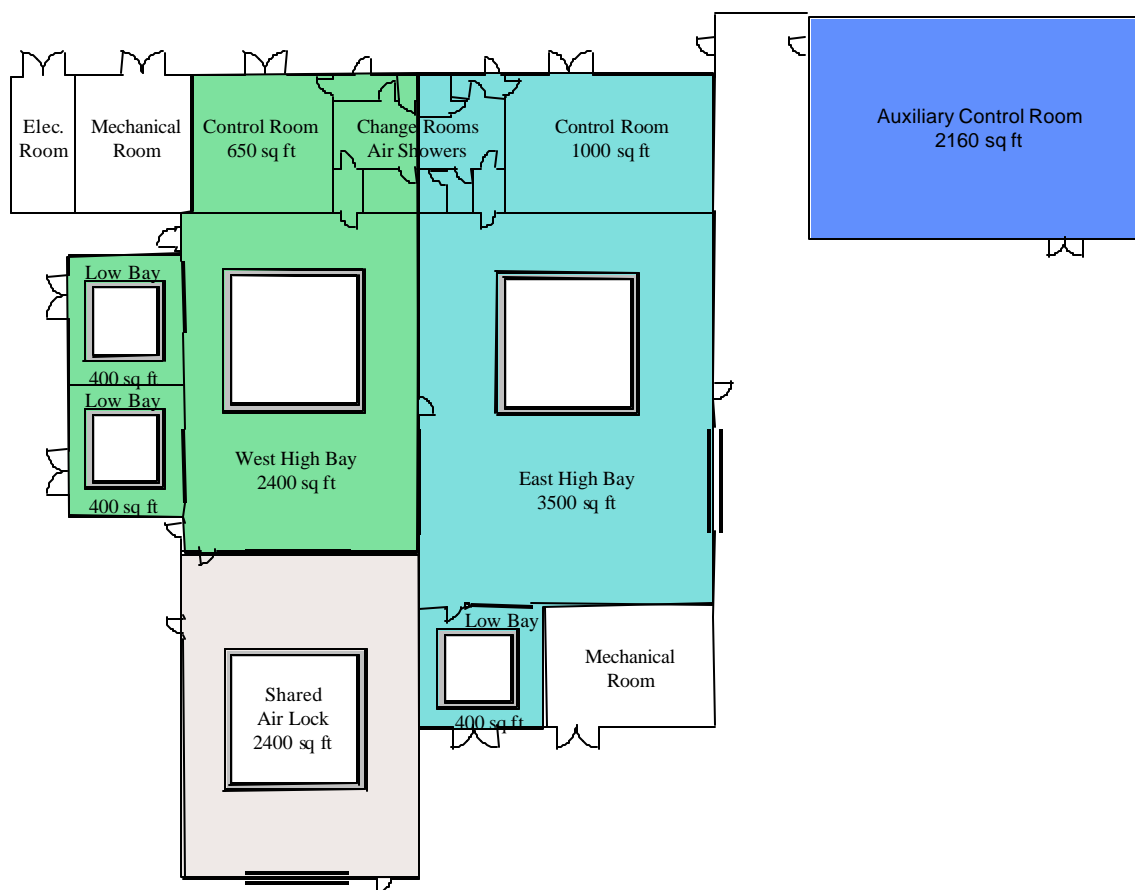 Elec.
Room
Mechanical
Room
Control Room
650 sq ft
Change Rooms
Air Showers
Control Room
1000 sq ft
Auxiliary Control Room
2160 sq ft
Low Bay
400 sq ft
Low Bay
400 sq ft
West High Bay
2400 sq ft
East High Bay
3500 sq ft
Shared
Air Lock
2400 sq ft
Low Bay
400 sq ft
Mechanical
Room